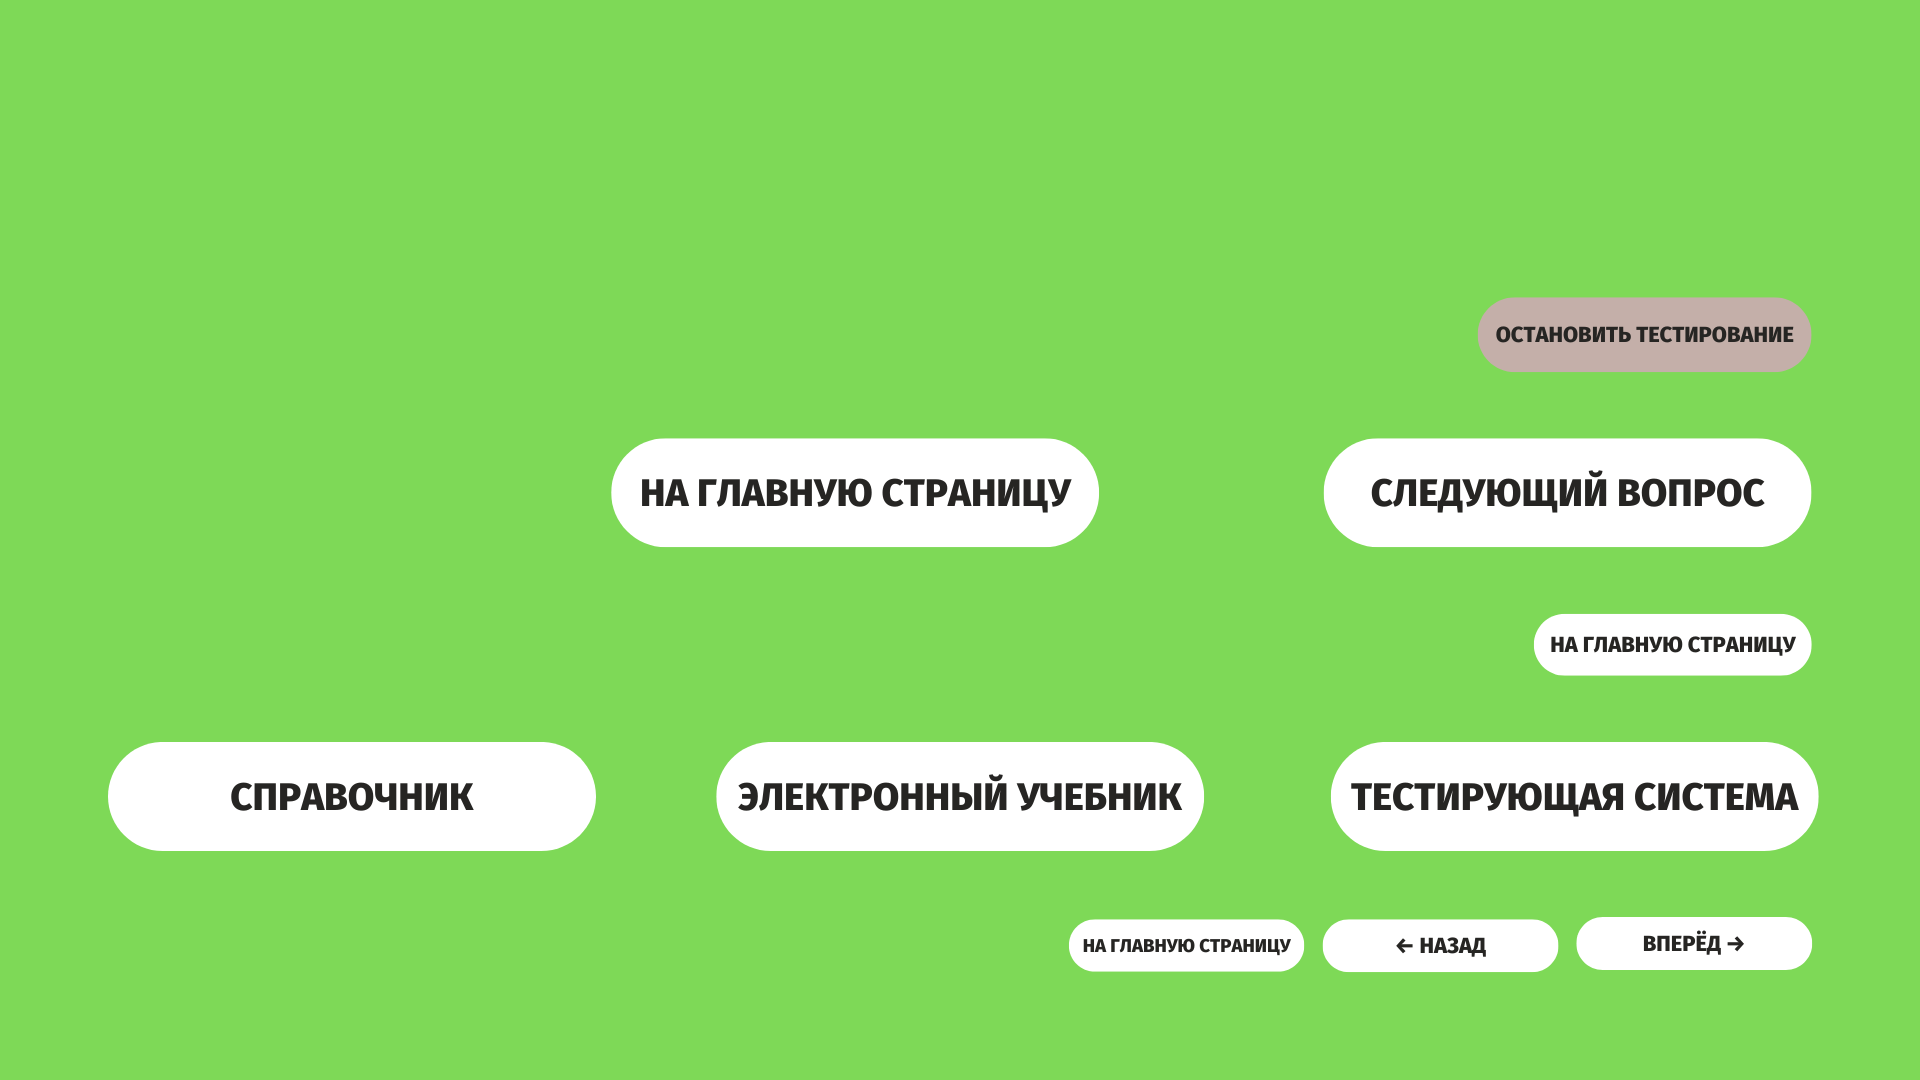 ОСТАНОВИТЬ ТЕСТИРОВАНИЕ
НА ГЛАВНУЮ СТРАНИЦУ
СЛЕДУЮЩИЙ ВОПРОС
НА ГЛАВНУЮ СТРАНИЦУ
СПРАВОЧНИК
ЭЛЕКТРОННЫЙ УЧЕБНИК
ТЕСТИРУЮЩАЯ СИСТЕМА
НА ГЛАВНУЮ СТРАНИЦУ
← НАЗАД
ВПЕРЁД →